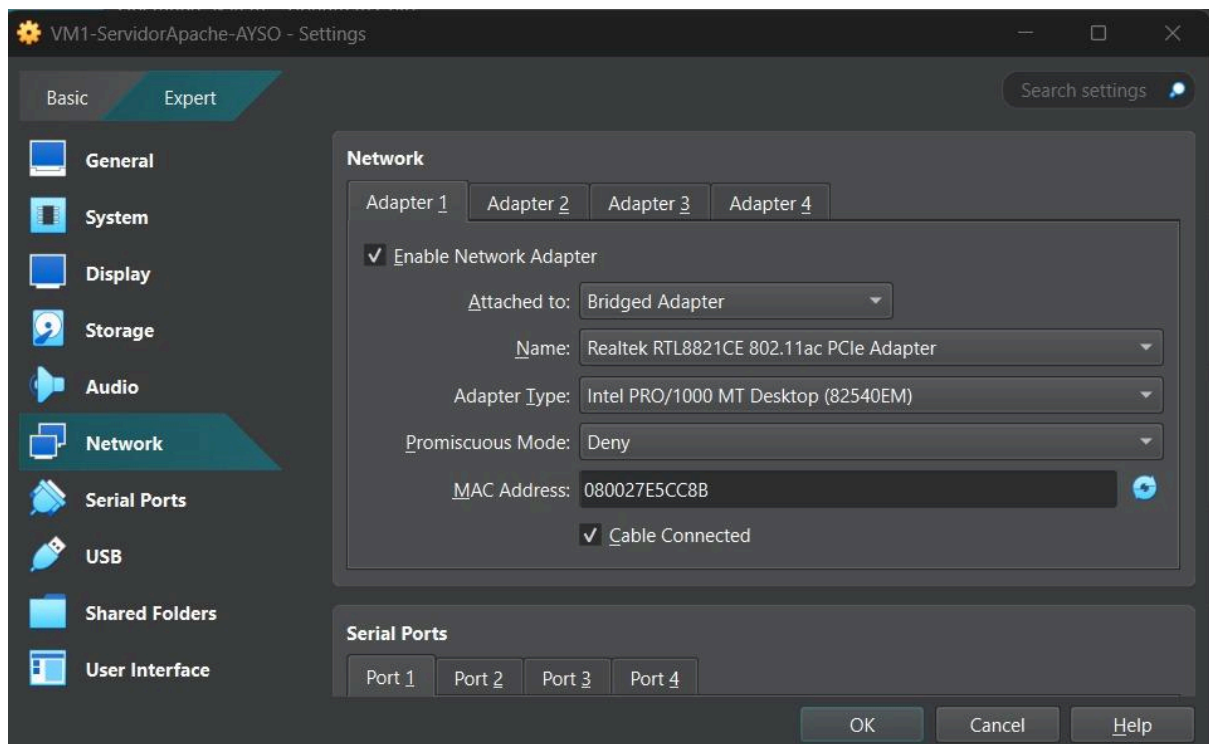 VM1-ServidorApache-AYSO - Settings
Basic Expert
Search settings
General
System
Display
Storage
Audio
Network
Serial Ports
USB
Shared Folders
User Interface
Network
Adapter 1 Adapter 2 Adapter 3 Adapter 4
Enable Network Adapter
Attached to: Bridged Adapter
Name: Realtek RTL8821CE 802.11ac PCIe Adapter
Adapter Type: Intel PRO/1000 MT Desktop (82540EM)
Promiscuous Mode: Deny
MAC Address: 080027E5CC8B
Cable Connected
Serial Ports
Port 1 Port 2 Port 3 Port 4
OK Cancel Help